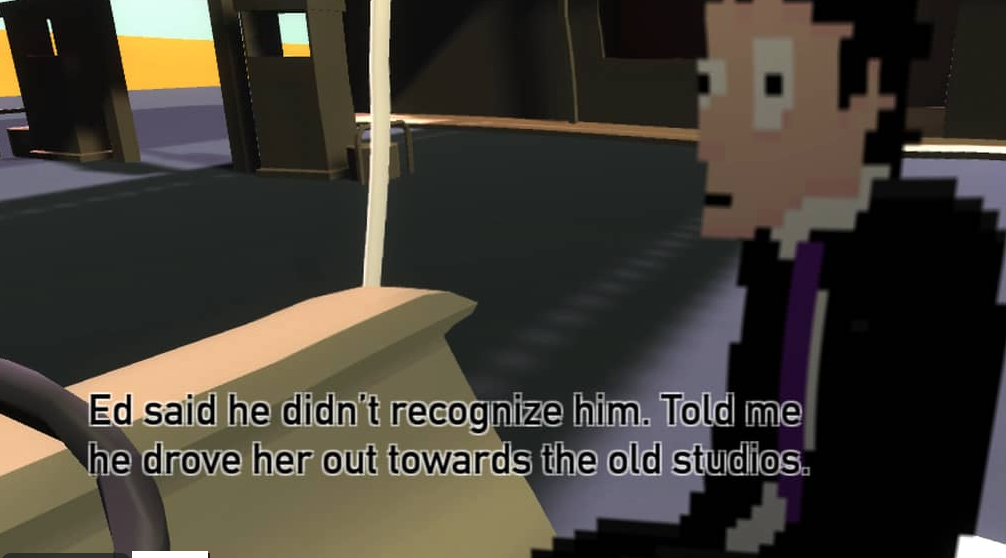 Ed said he didn't recognize him. Told me
he drove her out towards the old studios.